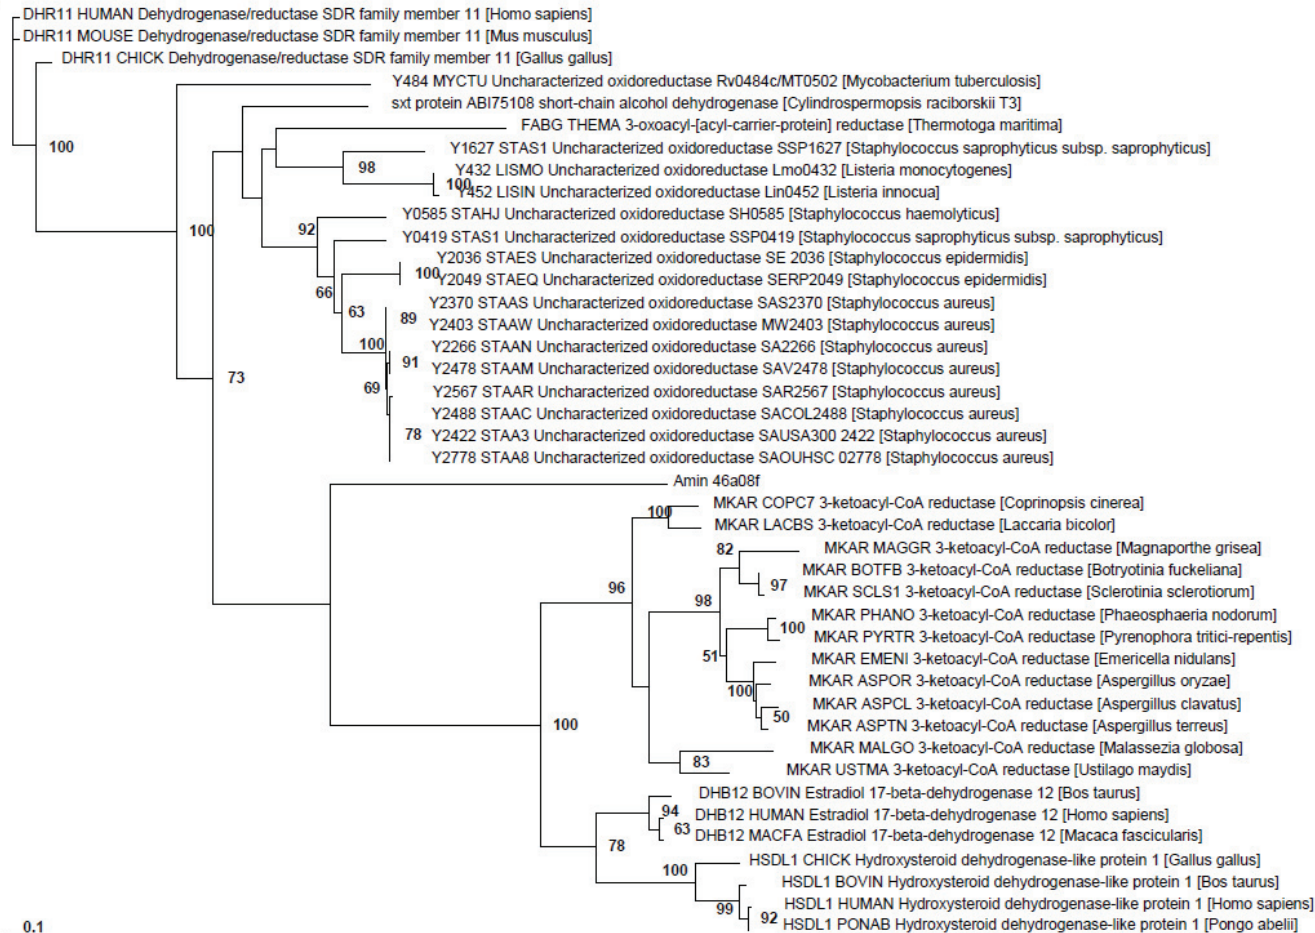 DHR11 HUMAN Dehydrogenase/reductase SDR family member 11 [Homo sapiens]
DHR11 MOUSE Dehydrogenase/reductase SDR family member 11 [Mus musculus]
DHR11 CHICK Dehydrogenase/reductase SDR family member 11 [Gallus gallus]
Y484 MYCTU Uncharacterized oxidoreductase Rv0484c/MT0502 [Mycobacterium tuberculosis]
sxt protein ABI75108 short-chain alcohol dehydrogenase [Cylindrospermopsis raciborskii T3]
FABG THEMA 3-oxoacyl-[acyl-carrier-protein] reductase [Thermotoga maritima]
100
Y1627 STAS1 Uncharacterized oxidoreductase SSP1627 [Staphylococcus saprophyticus subsp. saprophyticus]
98
Y432 LISMO Uncharacterized oxidoreductase Lmo0432 [Listeria monocytogenes]
100
Y452 LISIN Uncharacterized oxidoreductase Lin0452 [Listeria innocua]
Y0585 STAHJ Uncharacterized oxidoreductase SH0585 [Staphylococcus haemolyticus]
100
92
Y0419 STAS1 Uncharacterized oxidoreductase SSP0419 [Staphylococcus saprophyticus subsp. saprophyticus]
Y2036 STAES Uncharacterized oxidoreductase SE 2036 [Staphylococcus epidermidis]
100
Y2049 STAEQ Uncharacterized oxidoreductase SERP2049 [Staphylococcus epidermidis]
66
Y2370 STAAS Uncharacterized oxidoreductase SAS2370 [Staphylococcus aureus]
63
89
Y2403 STAAW Uncharacterized oxidoreductase MW2403 [Staphylococcus aureus]
100
Y2266 STAAN Uncharacterized oxidoreductase SA2266 [Staphylococcus aureus]
91
Y2478 STAAM Uncharacterized oxidoreductase SAV2478 [Staphylococcus aureus]
73
69
Y2567 STAAR Uncharacterized oxidoreductase SAR2567 [Staphylococcus aureus]
Y2488 STAAC Uncharacterized oxidoreductase SACOL2488 [Staphylococcus aureus]
78
Y2422 STAA3 Uncharacterized oxidoreductase SAUSA300 2422 [Staphylococcus aureus]
Y2778 STAA8 Uncharacterized oxidoreductase SAOUHSC 02778 [Staphylococcus aureus]
Amin 46a08f
MKAR COPC7 3-ketoacyl-CoA reductase [Coprinopsis cinerea]
100
MKAR LACBS 3-ketoacyl-CoA reductase [Laccaria bicolor]
82
MKAR MAGGR 3-ketoacyl-CoA reductase [Magnaporthe grisea]
MKAR BOTFB 3-ketoacyl-CoA reductase [Botryotinia fuckeliana]
96
97
MKAR SCLS1 3-ketoacyl-CoA reductase [Sclerotinia sclerotiorum]
98
MKAR PHANO 3-ketoacyl-CoA reductase [Phaeosphaeria nodorum]
100
MKAR PYRTR 3-ketoacyl-CoA reductase [Pyrenophora tritici-repentis]
51
MKAR EMENI 3-ketoacyl-CoA reductase [Emericella nidulans]
MKAR ASPOR 3-ketoacyl-CoA reductase [Aspergillus oryzae]
100
MKAR ASPCL 3-ketoacyl-CoA reductase [Aspergillus clavatus]
50
MKAR ASPTN 3-ketoacyl-CoA reductase [Aspergillus terreus]
100
MKAR MALGO 3-ketoacyl-CoA reductase [Malassezia globosa]
83
MKAR USTMA 3-ketoacyl-CoA reductase [Ustilago maydis]
DHB12 BOVIN Estradiol 17-beta-dehydrogenase 12 [Bos taurus]
94
DHB12 HUMAN Estradiol 17-beta-dehydrogenase 12 [Homo sapiens]
63
DHB12 MACFA Estradiol 17-beta-dehydrogenase 12 [Macaca fascicularis]
78
HSDL1 CHICK Hydroxysteroid dehydrogenase-like protein 1 [Gallus gallus]
100
HSDL1 BOVIN Hydroxysteroid dehydrogenase-like protein 1 [Bos taurus]
HSDL1 HUMAN Hydroxysteroid dehydrogenase-like protein 1 [Homo sapiens]
99
92
HSDL1 PONAB Hydroxysteroid dehydrogenase-like protein 1 [Pongo abelii]
0.1